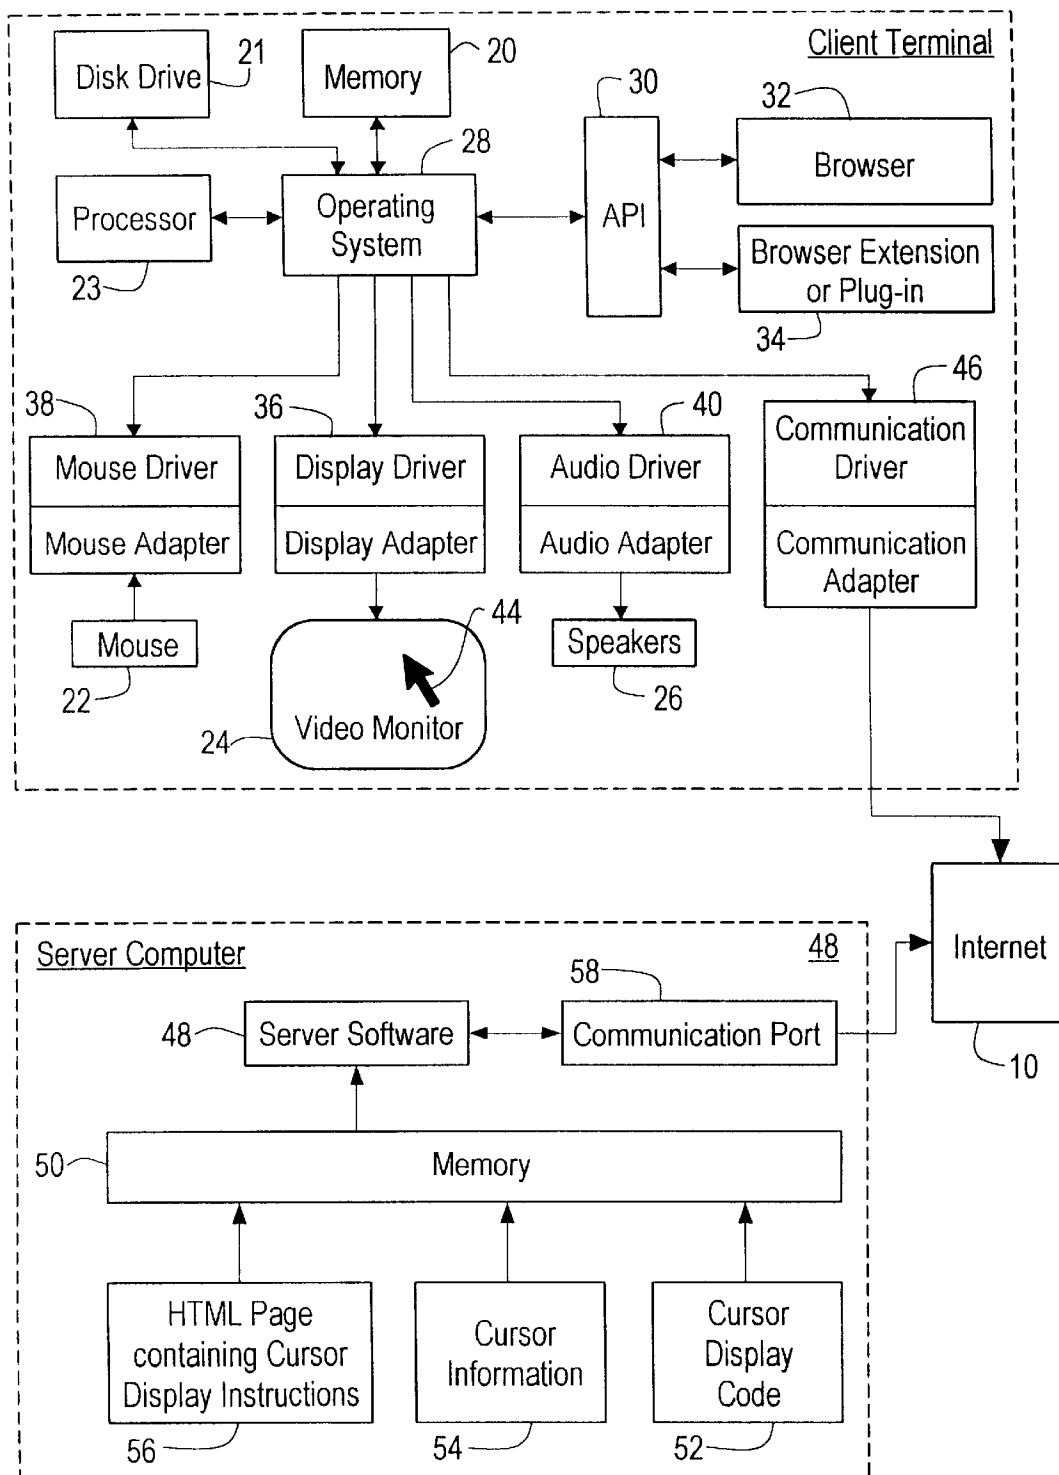 Client Terminal
21
20
Disk Drive
Memory
30
32
28
Browser
Processor
Operating
System
API
23
Browser Extension
or Plug-in
34
46
38
36
40
Communication
Driver
Mouse Driver
Display Driver
Audio Driver
Mouse Adapter
Display Adapter
Audio Adapter
Communication
Adapter
44
Mouse
Speakers
22
26
Video Monitor
24
Internet
10
Server Computer
48
58
48
Server Software
Communication Port
50
Memory
HTML Page
containing Cursor
Display Instructions
Cursor
Information
Cursor
Display
Code
56
54
52